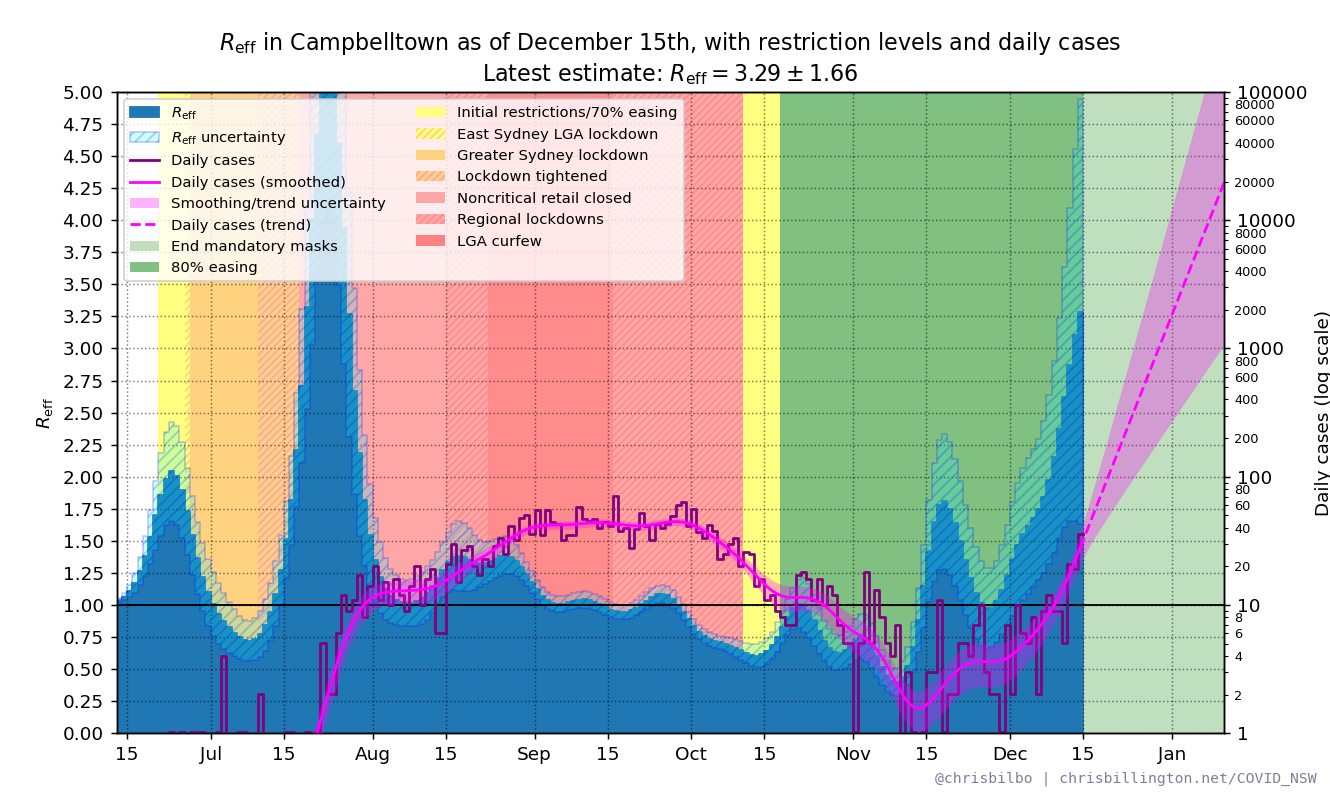 Reff in Campbelltown as of December 15th, with restriction levels and daily cases
Latest estimate: Reff = 3.29 ± 1.66
Reff
Reff uncertainty
Daily cases
Daily cases (smoothed)
Smoothing/trend uncertainty
Daily cases (trend)
End mandatory masks
80% easing
Initial restrictions/70% easing
East Sydney LGA lockdown
Greater Sydney lockdown
Lockdown tightened
Noncritical retail closed
Regional lockdowns
LGA curfew
Reff
5.00
4.75
4.50
4.25
4.00
3.75
3.50
3.25
3.00
2.75
2.50
2.25
2.00
1.75
1.50
1.25
1.00
0.75
0.50
0.25
0.00
100000
80000
60000
40000
20000
10000
8000
6000
4000
2000
1000
800
600
400
200
100
80
60
40
20
10
8
6
4
2
1
Daily cases (log scale)
15 Jul 15 Aug 15 Sep 15 Oct 15 Nov 15 Dec 15 Jan
@chrisbilbo | chrisbillington.net/COVID_NSW